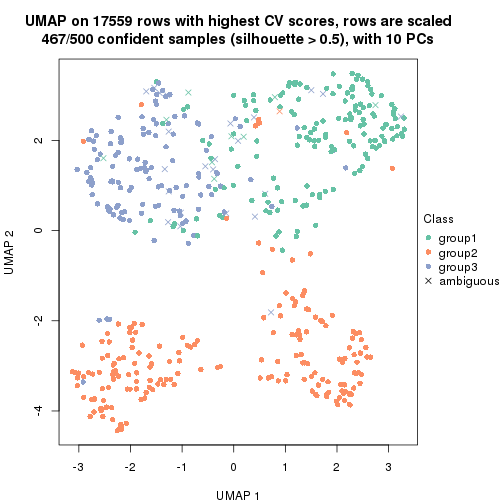 UMAP on 17559 rows with highest CV scores, rows are scaled
467/500 confident samples (silhouette > 0.5), with 10 PCs
2
0
-2
-4
UMAP 2
-3 -2 -1 0 1 2 3
UMAP 1
Class
group1
group2
group3
ambiguous